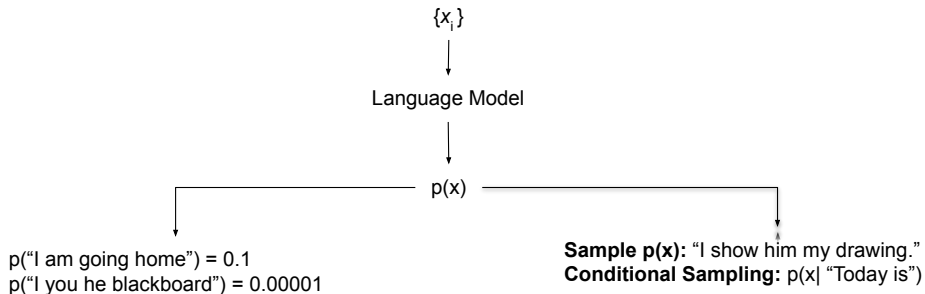 {xᵢ}
Language Model
p(x)
p(“I am going home”) = 0.1
p(“I you he blackboard”) = 0.00001
Sample p(x): “I show him my drawing.”
Conditional Sampling: p(x| “Today is”)